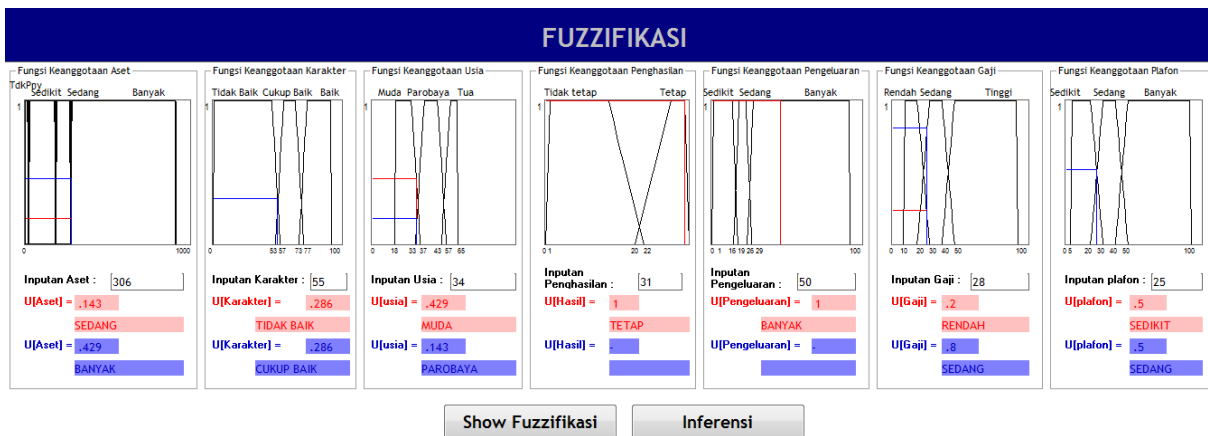 FUZZIFIKASI
Fungsi Keanggotaan Aset
TdkPny
Sedikit Sedang Banyak
1
0 1000
Inputan Aset : 306
U[Aset] = .143
SEDANG
U[Aset] = .429
BANYAK
Fungsi Keanggotaan Karakter
Tidak Baik Cukup Baik Baik
1
0 53 57 73 77 100
Inputan Karakter : 55
U[Karakter] = .286
TIDAK BAIK
U[Karakter] = .286
CUKUP BAIK
Fungsi Keanggotaan Usia
Muda Parobaya Tua
1
0 18 33 37 43 57 65
Inputan Usia : 34
U[usia] = .429
MUDA
U[usia] = .143
PAROBAYA
Fungsi Keanggotaan Penghasilan
Tidak tetap Tetap
1
0 1 20 22
Inputan
Penghasilan : 31
U[Hasil] = 1
TETAP
U[Hasil] = -
Fungsi Keanggotaan Pengeluaran
Sedikit Sedang Banyak
1
0 1 16 19 26 29 100
Inputan
Pengeluaran : 50
U[Pengeluaran] = 1
BANYAK
U[Pengeluaran] = -
Fungsi Keanggotaan Gaji
Rendah Sedang Tinggi
1
0 10 20 30 40 50 100
Inputan Gaji : 28
U[Gaji] = .2
RENDAH
U[Gaji] = .8
SEDANG
Fungsi Keanggotaan Plafon
Sedikit Sedang Banyak
1
0 5 20 30 40 50 100
Inputan plafon : 25
U[plafon] = .5
SEDIKIT
U[plafon] = .5
SEDANG
Show Fuzzifikasi
Inferensi